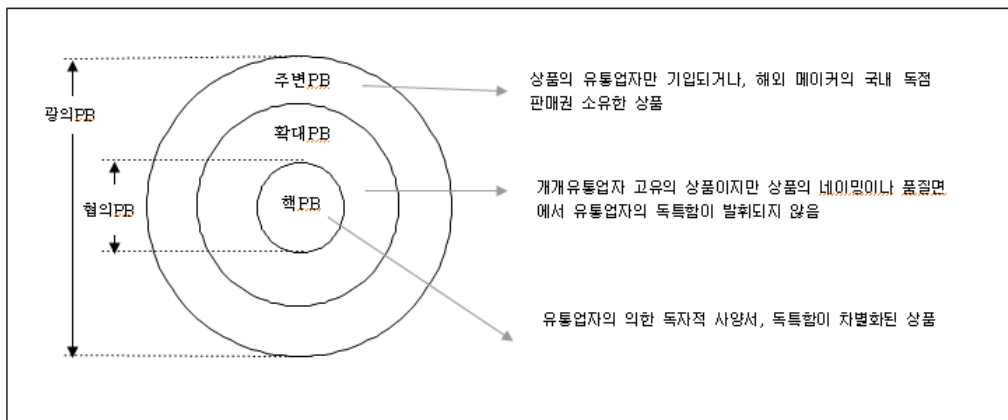 주변PB
상품의 유통업자만 기입되거나, 해외 메이커의 국내 독점
판매권 소유한 상품
광의PB
확대PB
개개유통업자 고유의 상품이지만 상품의 네이밍이나 품질면
에서 유통업자의 독특함이 발휘되지 않음
협의PB
핵PB
유통업자의 의한 독자적 사양서, 독특함이 차별화된 상품